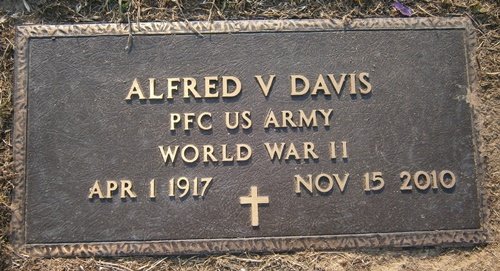 ALFRED V DAVIS
PFC US ARMY
WORLD WAR II
APR 1 1917 NOV 15 2010